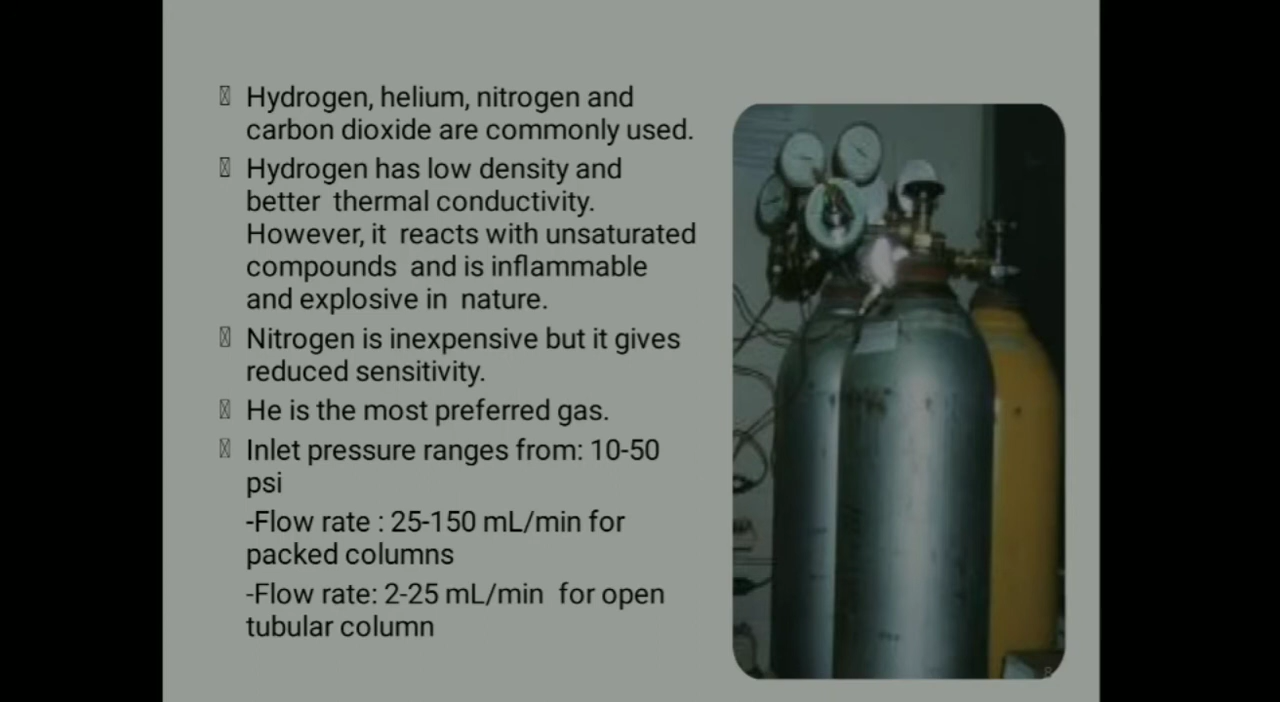 Hydrogen, helium, nitrogen and
carbon dioxide are commonly used.
Hydrogen has low density and
better thermal conductivity.
However, it reacts with unsaturated
compounds and is inflammable
and explosive in nature.
Nitrogen is inexpensive but it gives
reduced sensitivity.
He is the most preferred gas.
Inlet pressure ranges from: 10-50
psi
-Flow rate : 25-150 mL/min for
packed columns
-Flow rate: 2-25 mL/min for open
tubular column
8